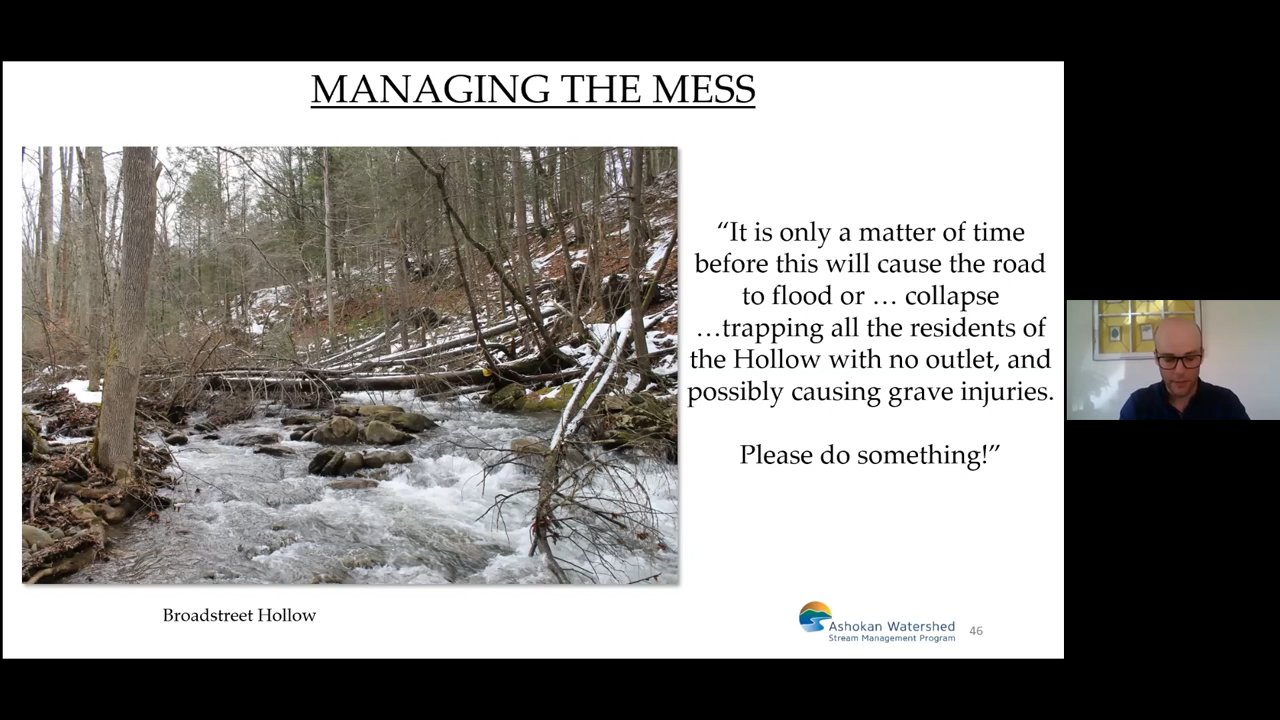 MANAGING THE MESS
“It is only a matter of time
before this will cause the road
to flood or … collapse
…trapping all the residents of
the Hollow with no outlet, and
possibly causing grave injuries.
Please do something!”
Broadstreet Hollow
Ashokan Watershed
Stream Management Program
46